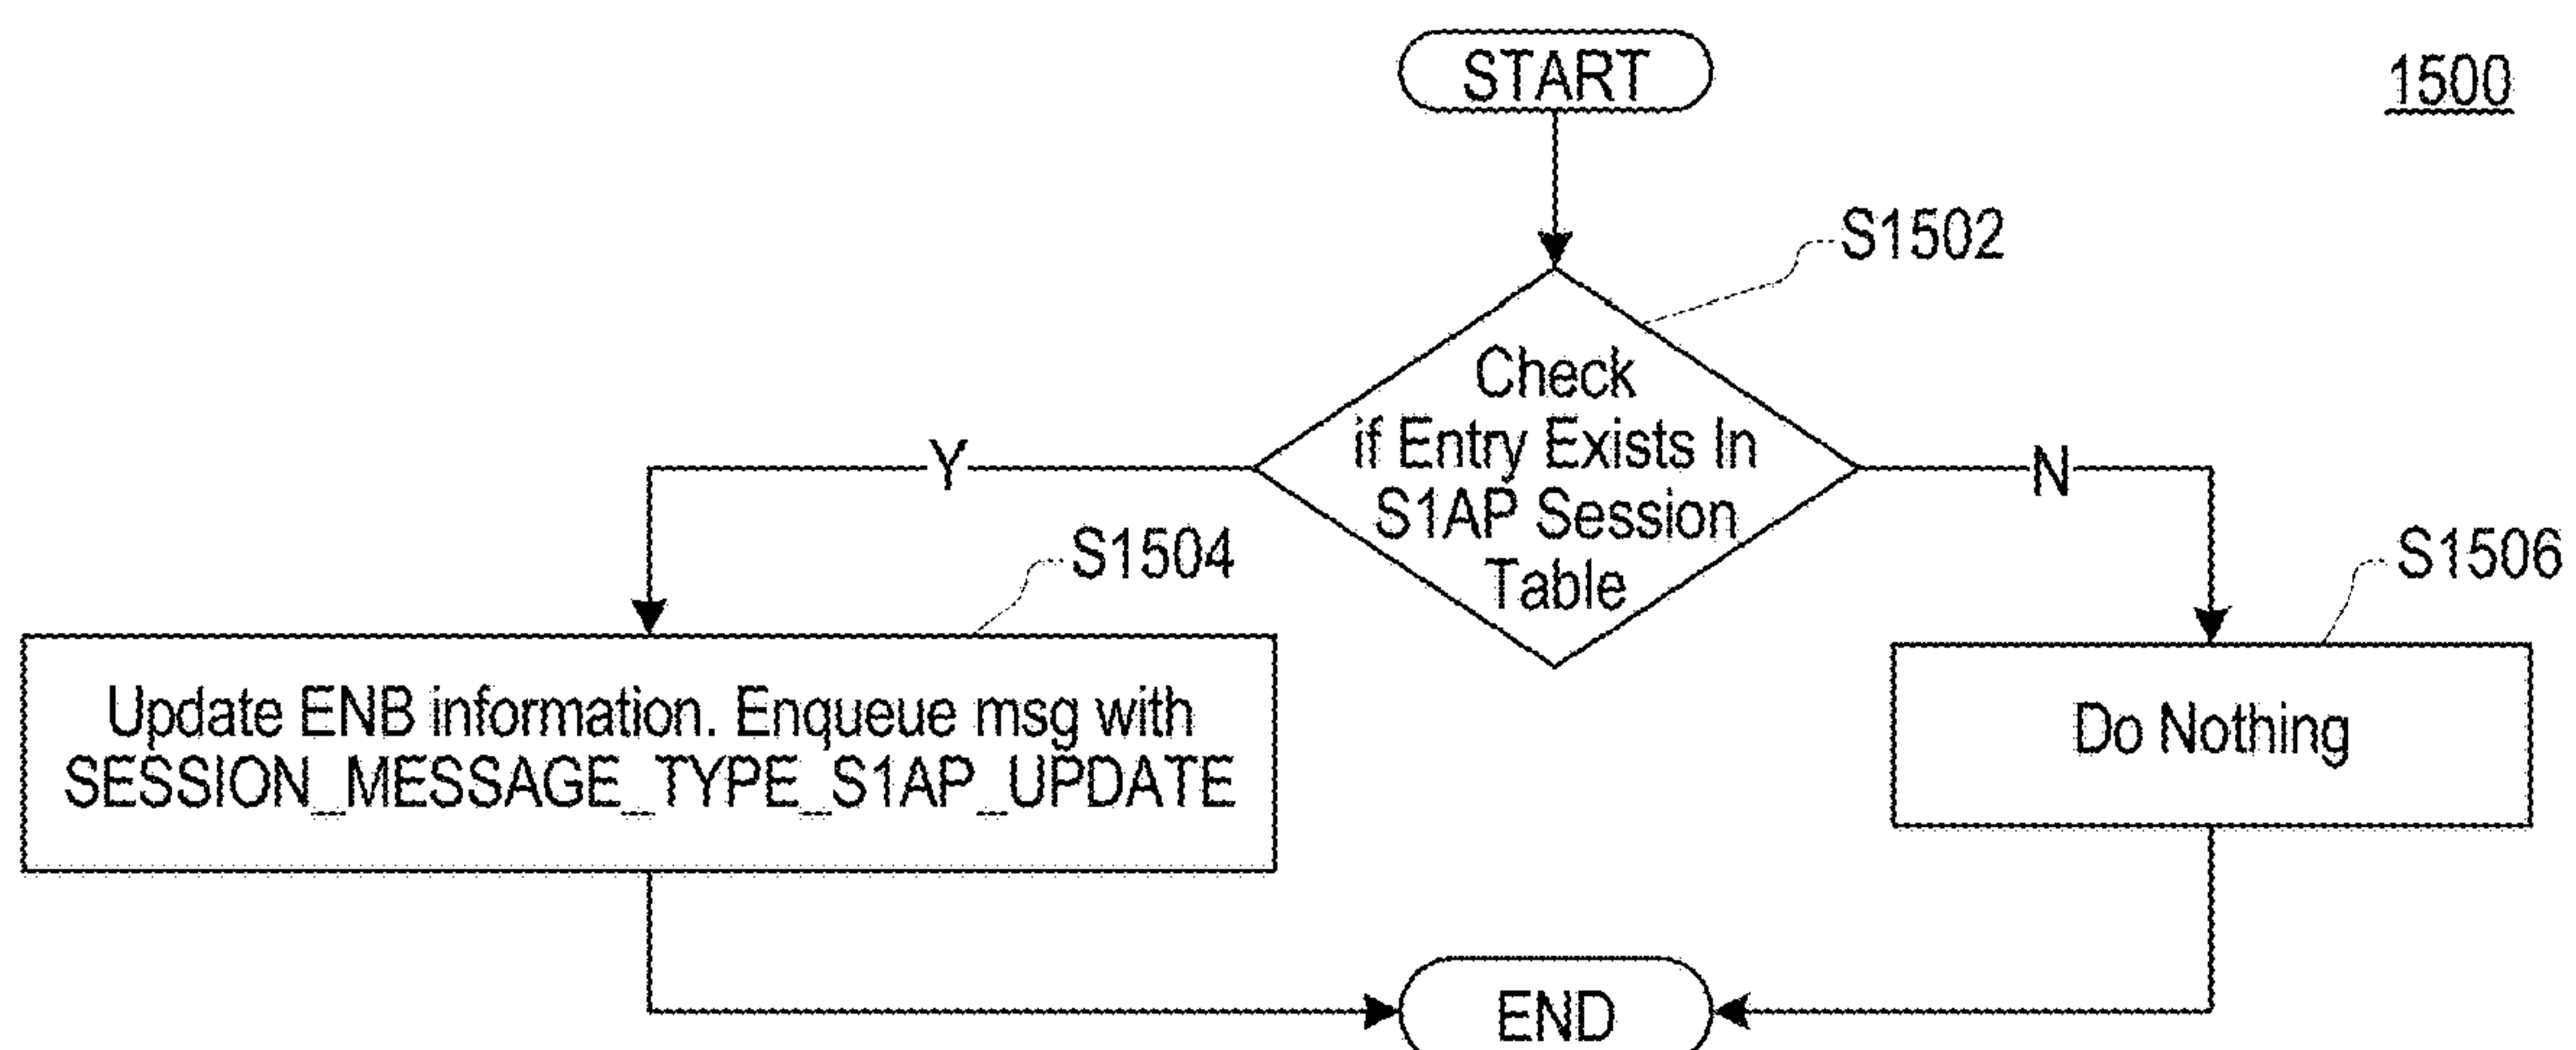 START
1500
S1502
Check
if Entry Exists In
S1AP Session
Table
Y
N
S1504
S1506
Update ENB information. Enqueue msg with
SESSION_MESSAGE_TYPE_S1AP_UPDATE
Do Nothing
END